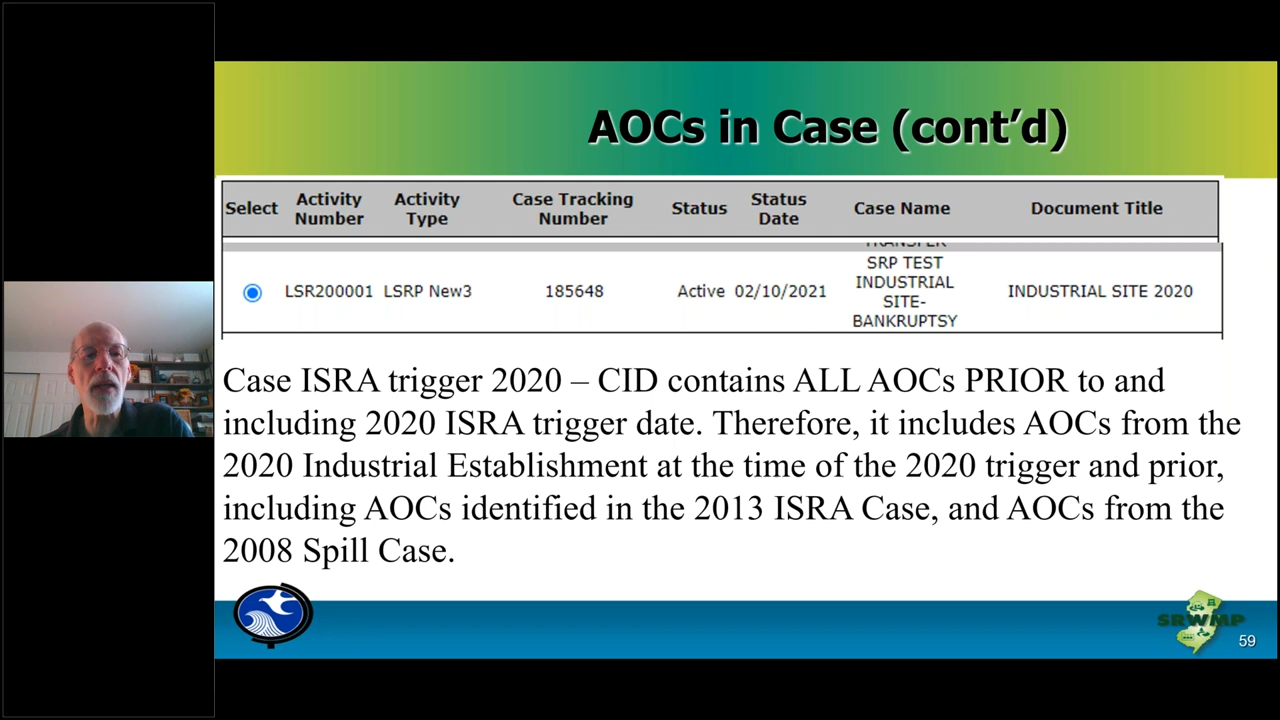 AOCs in Case (cont’d)
Select Activity Number Activity Type Case Tracking Number Status Status Date Case Name Document Title
TRANSFER
LSR200001 LSRP New3 185648 Active 02/10/2021 SRP TEST INDUSTRIAL SITE- BANKRUPTSY INDUSTRIAL SITE 2020
Case ISRA trigger 2020 – CID contains ALL AOCs PRIOR to and
including 2020 ISRA trigger date. Therefore, it includes AOCs from the
2020 Industrial Establishment at the time of the 2020 trigger and prior,
including AOCs identified in the 2013 ISRA Case, and AOCs from the
2008 Spill Case.
SRWMP
59